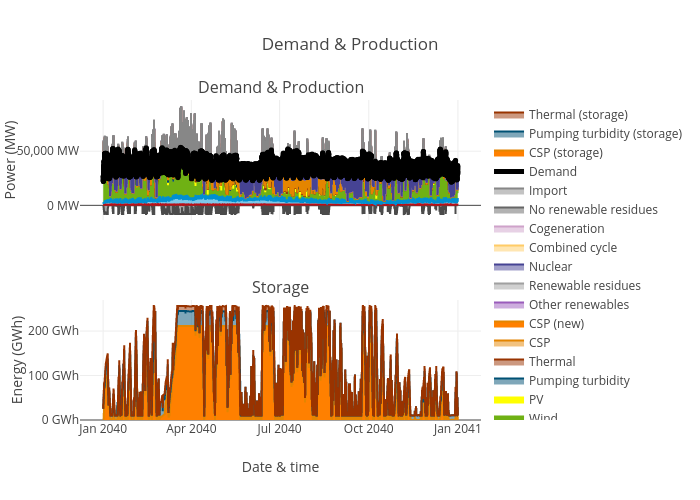 Demand & Production
Demand & Production
Power (MW)
50,000 MW
0 MW
Storage
Energy (GWh)
200 GWh
100 GWh
0 GWh
Jan 2040
Apr 2040
Jul 2040
Oct 2040
Jan 2041
Date & time
Thermal (storage)
Pumping turbidity (storage)
CSP (storage)
Demand
Import
No renewable residues
Cogeneration
Combined cycle
Nuclear
Renewable residues
Other renewables
CSP (new)
CSP
Thermal
Pumping turbidity
PV
Wind